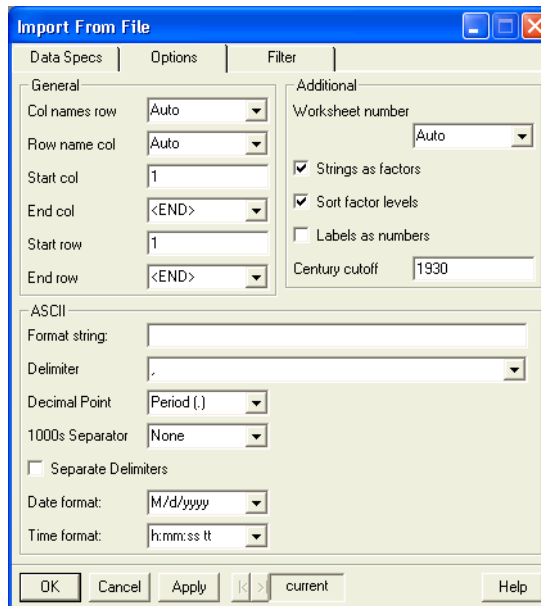 Import From File
Data Specs Options Filter
General
Col names row Auto
Row name col Auto
Start col 1
End col <END>
Start row 1
End row <END>
Additional
Worksheet number
Auto
Strings as factors
Sort factor levels
Labels as numbers
Century cutoff 1930
ASCII
Format string:
Delimiter ,
Decimal Point Period (.)
1000s Separator None
Separate Delimiters
Date format: M/d/yyyy
Time format: h:mm:ss tt
OK Cancel Apply current Help